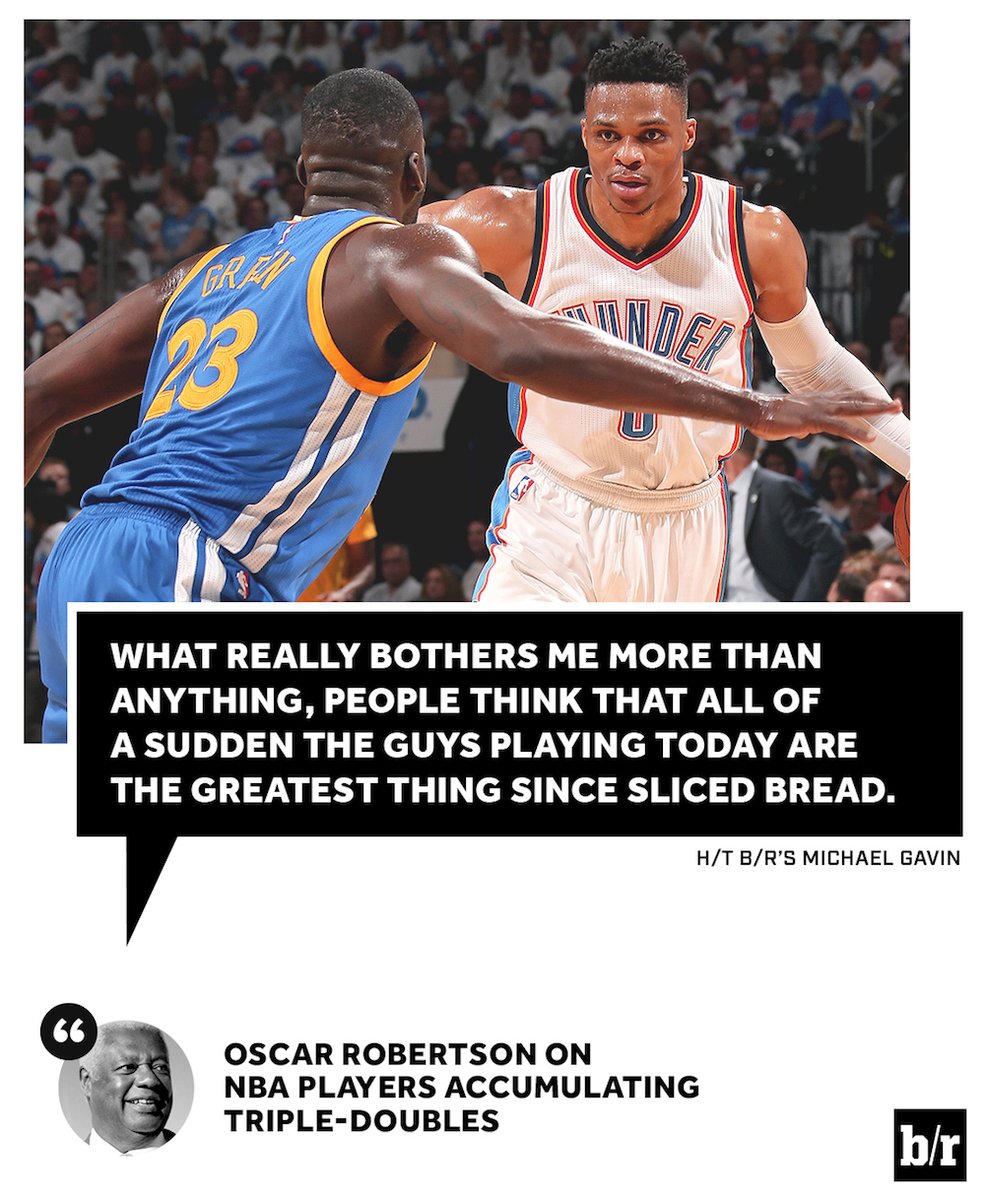 GREEN
23
THUNDER
0
WHAT REALLY BOTHERS ME MORE THAN
ANYTHING, PEOPLE THINK THAT ALL OF
A SUDDEN THE GUYS PLAYING TODAY ARE
THE GREATEST THING SINCE SLICED BREAD.
H/T B/R'S MICHAEL GAVIN
“
OSCAR ROBERTSON ON
NBA PLAYERS ACCUMULATING
TRIPLE-DOUBLES
b/r